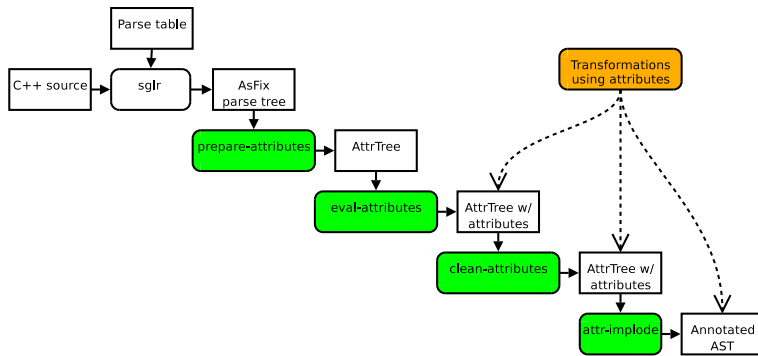 Parse table
C++ source
sglr
AsFix
parse tree
Transformations
using attributes
prepare-attributes
AttrTree
eval-attributes
AttrTree w/
attributes
clean-attributes
AttrTree w/
attributes
attr-implode
Annotated
AST